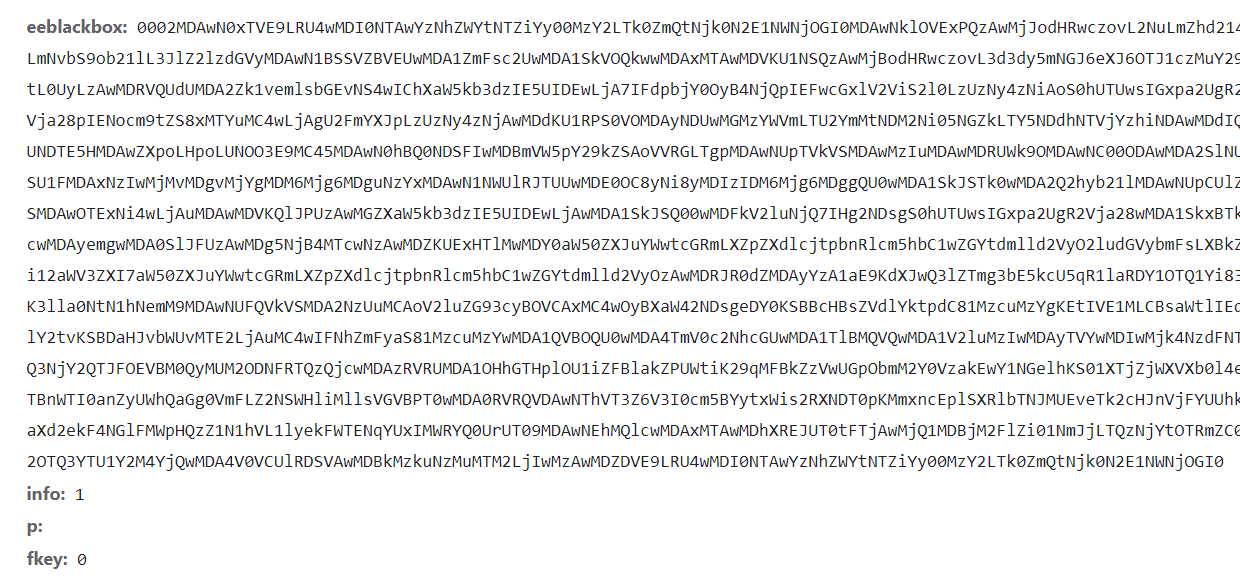 eeblackbox: 0002MDAwN0xTVE9LRU4wMDI0NTAwYzNhZWYtNTZiYy00MzY2LTk0ZmQtNjk0N2E1NWNjOGI0MDAwNklOVExPQzAwMjJodHRwczovL2NuLmZhd214
LmNvbS9ob21lL3JlZ2lzdGVyMDAwN1BSSVZBVEUwMDA1ZmFsc2UwMDA1SkVOQkwwMDAxMTAwMDVKU1NSQzAwMjBodHRwczovL3d3dy5mNGJ6eXJ6OTJ1czMuY29
tL0UyLzAwMDRVQUdUMDA2Zk1vemlsbGEvNS4wIChXaW5kb3dzIE5UIDEwLjA7IFdpbjY0OyB4NjQpIEFwcGxlV2ViS2l0LzUzNy4zNiAoS0hUTUwsIGxpa2UgR2
Vja28pIENocm9tZS8xMTYuMC4wLjAgU2FmYXJpLzUzNy4zNjAwMDdKU1RPS0VOMDAyNDUwMGMzYWVmLTU2YmMtNDM2Ni05NGZkLTY5NDdhNTVjYzhiNDAwMDdIQ
UNDTE5HMDAwZXpoLHpoLUNOO3E9MC45MDAwN0hBQ0NDSFIwMDBmVW5pY29kZSAoVVRGLTgpMDAwNUpTVkVSMDAwMzIuMDAwMDRUWk9OMDAwNC00ODAwMDA2SlNU
SU1FMDAxNzIwMjMvMDgvMjYgMDM6Mjg6MDguNzYxMDAwN1NWUlRJTUUwMDE0OC8yNi8yMDIzIDM6Mjg6MDggQU0wMDA1SkJSTk0wMDA2Q2hyb21lMDAwNUpCUlZ
SMDAwOTExNi4wLjAuMDAwMDVKQlJPUzAwMGZXaW5kb3dzIE5UIDEwLjAwMDA1SkJSQ00wMDFkV2luNjQ7IHg2NDsgS0hUTUwsIGxpa2UgR2Vja28wMDA1SkxBTk
cwMDAyemgwMDA0SlJFUzAwMDg5NjB4MTcwNzAwMDZKUExHTlMwMDY0aW50ZXJuYWwtcGRmLXZpZXdlcjtpbnRlcm5hbC1wZGYtdmlld2VyO2ludGVybmFsLXBkZ
i12aWV3ZXI7aW50ZXJuYWwtcGRmLXZpZXdlcjtpbnRlcm5hbC1wZGYtdmlld2VyOzAwMDRJR0dZMDAyYzA1aE9KdXJwQ3lZTmg3bE5kcU5qR1laRDY1OTQ1Yi83
K3lla0NtN1hNemM9MDAwNUFQVkVSMDA2NzUuMCAoV2luZG93cyBOVCAxMC4wOyBXaW42NDsgeDY0KSBBcHBsZVdlYktpdC81MzcuMzYgKEtIVE1MLCBsaWtlIEd
lY2tvKSBDaHJvbWUvMTE2LjAuMC4wIFNhZmFyaS81MzcuMzYwMDA1QVBOQU0wMDA4TmV0c2NhcGUwMDA1TlBMQVQwMDA1V2luMzIwMDAyTVYwMDIwMjk4NzdFNT
Q3NjY2QTJFOEVBM0QyMUM2ODNFRTQzQjcwMDAzRVRUMDA1OHhGTHplOU1iZFBlakZPUWtiK29qMFBkZzVwUGpObmM2Y0VzakEwY1NGelhKS01XTjZjWXVXb0l4e
TBnWTI0anZyUWhQaGg0VmFLZ2NSWHliMllsVGVBPT0wMDA0RVRQVDAwNThVT3Z6V3I0cm5BYytxWis2RXNDT0pKMmxncEplSXRlbTNJMUEveTk2cHJnVjFYUUhk
aXd2ekF4NGlFMWpHQzZ1N1hVL1lyekFWTENqYUxIMWRYQ0UrUT09MDAwNEhMQlcwMDAxMTAwMDhXREJUT0tFTjAwMjQ1MDBjM2FlZi01NmJjLTQzNjYtOTRmZC0
2OTQ3YTU1Y2M4YjQwMDA4V0VCUlRDSVAwMDBkMzkuNzMuMTM2LjIwMzAwMDZDVE9LRU4wMDI0NTAwYzNhZWYtNTZiYy00MzY2LTk0ZmQtNjk0N2E1NWNjOGI0
info: 1
p:
fkey: 0